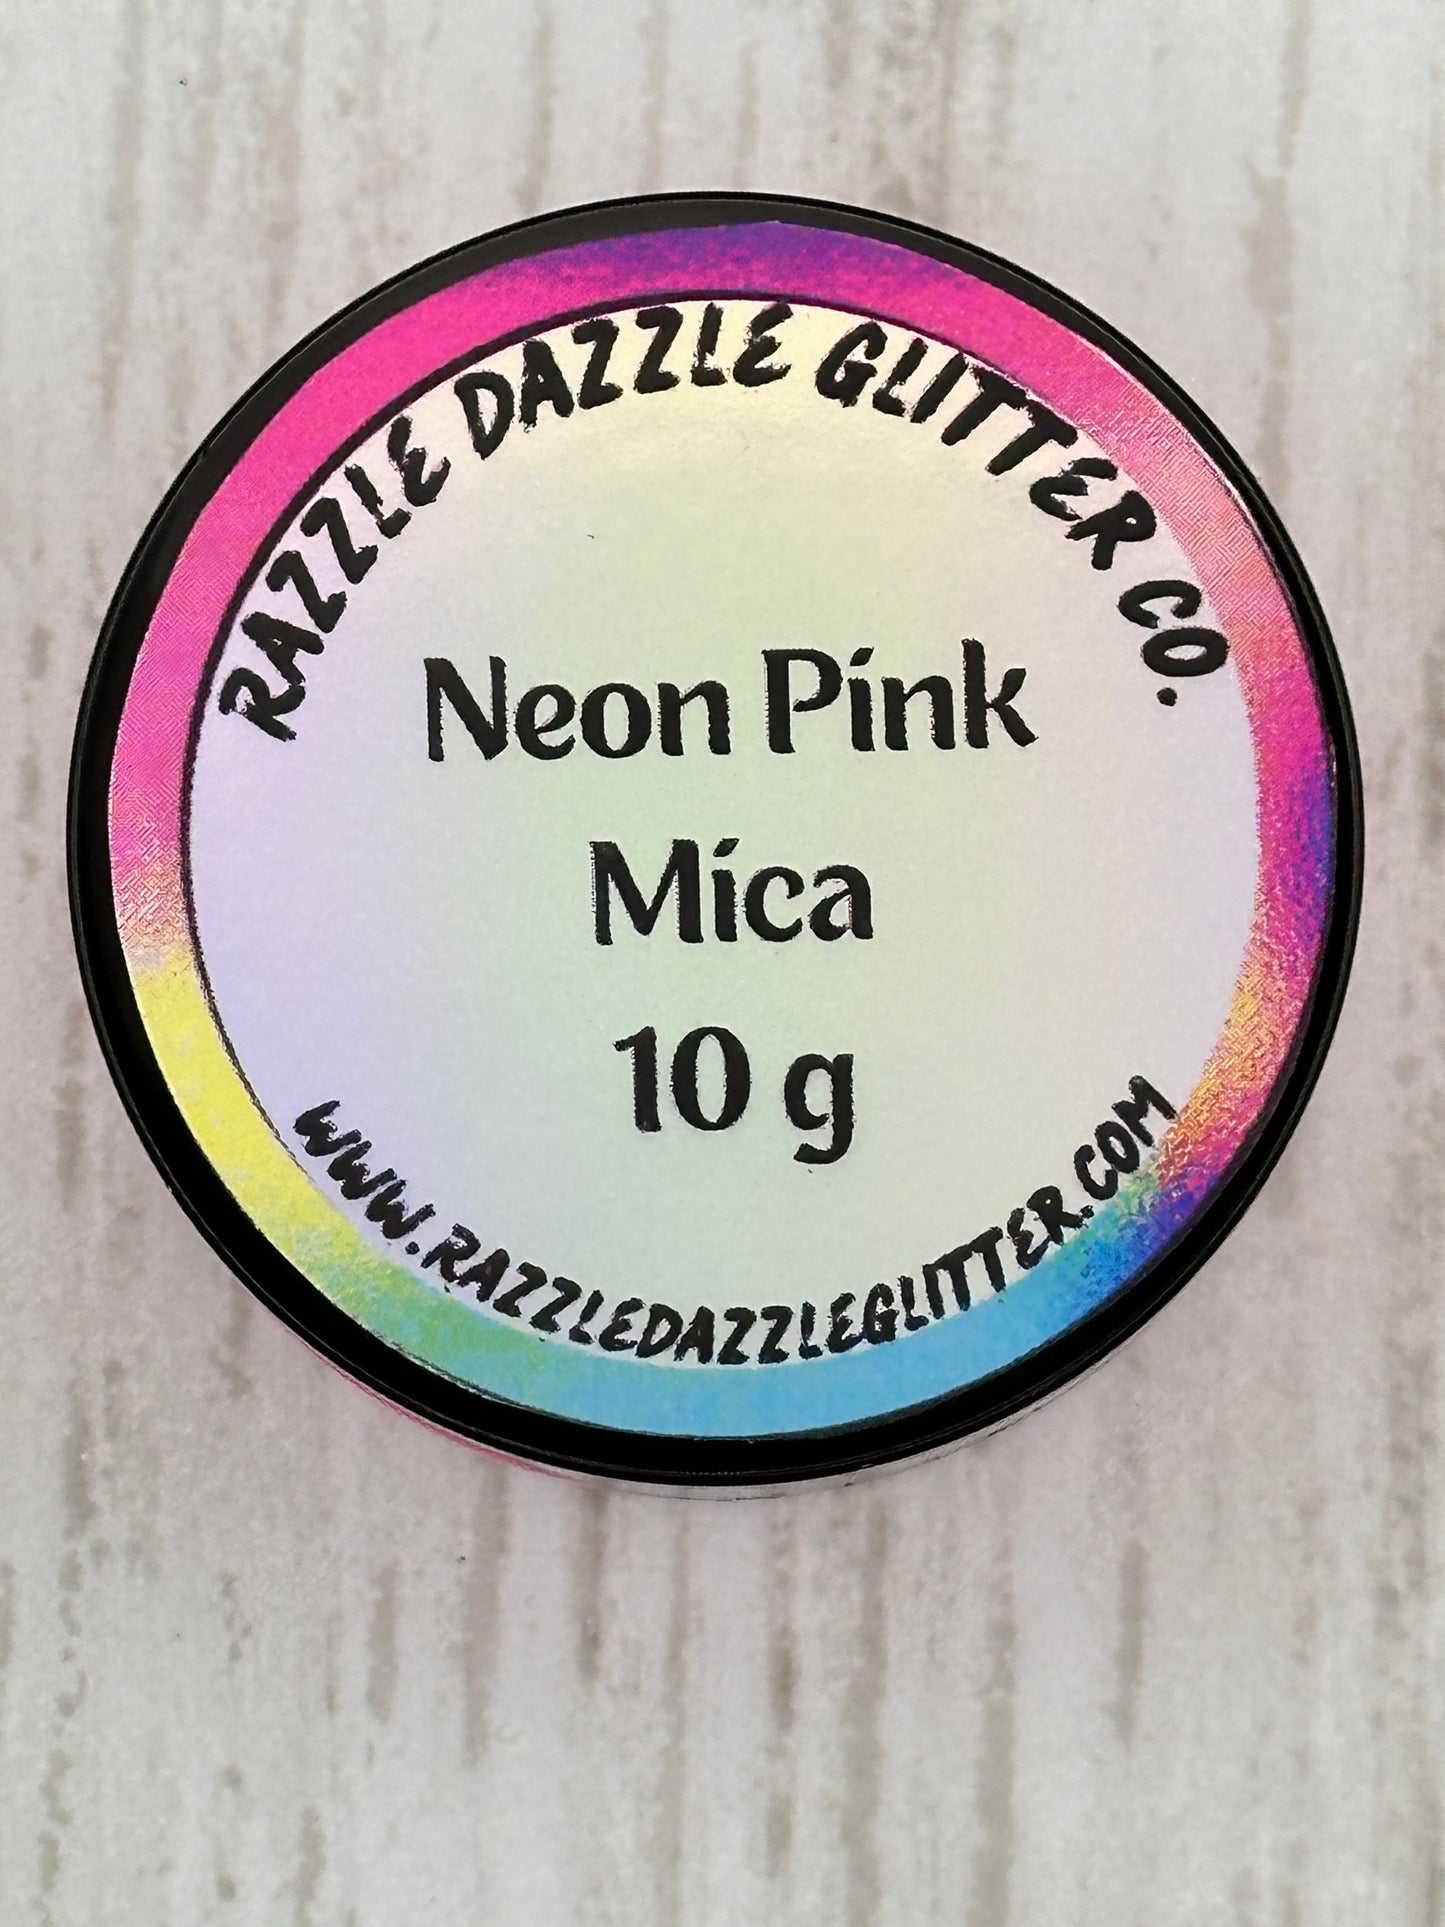 RAZZLE DAZZLE GLITTER CO.
Neon Pink
Mica
10 g
WWW.RAZZLEDAZZLEGLITTER.COM